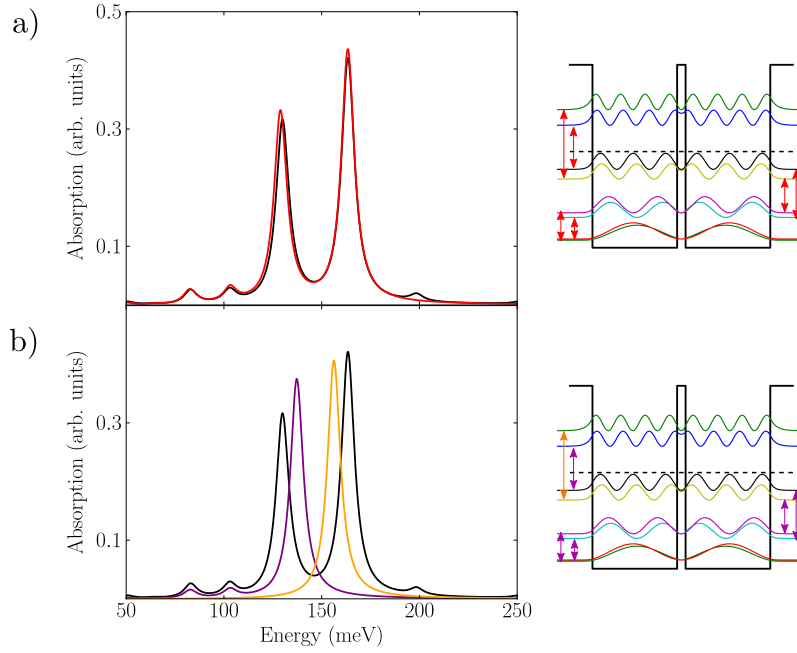 a)
0.5
0.3
0.1
Absorption (arb. units)
b)
0.3
0.1
Absorption (arb. units)
50 100 150 200 250
Energy (meV)